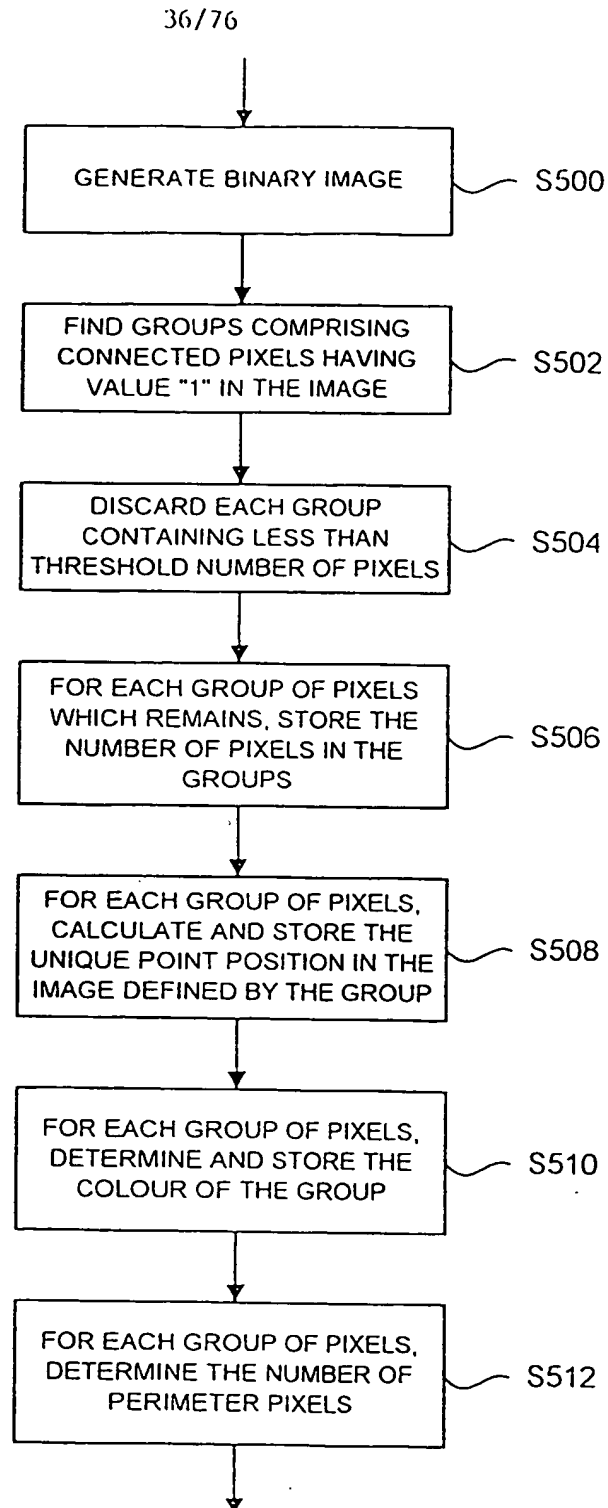 36/76
GENERATE BINARY IMAGE
S500
FIND GROUPS COMPRISING
CONNECTED PIXELS HAVING
VALUE "1" IN THE IMAGE
S502
DISCARD EACH GROUP
CONTAINING LESS THAN
THRESHOLD NUMBER OF PIXELS
S504
FOR EACH GROUP OF PIXELS
WHICH REMAINS, STORE THE
NUMBER OF PIXELS IN THE
GROUPS
S506
FOR EACH GROUP OF PIXELS,
CALCULATE AND STORE THE
UNIQUE POINT POSITION IN THE
IMAGE DEFINED BY THE GROUP
S508
FOR EACH GROUP OF PIXELS,
DETERMINE AND STORE THE
COLOUR OF THE GROUP
S510
FOR EACH GROUP OF PIXELS,
DETERMINE THE NUMBER OF
PERIMETER PIXELS
S512